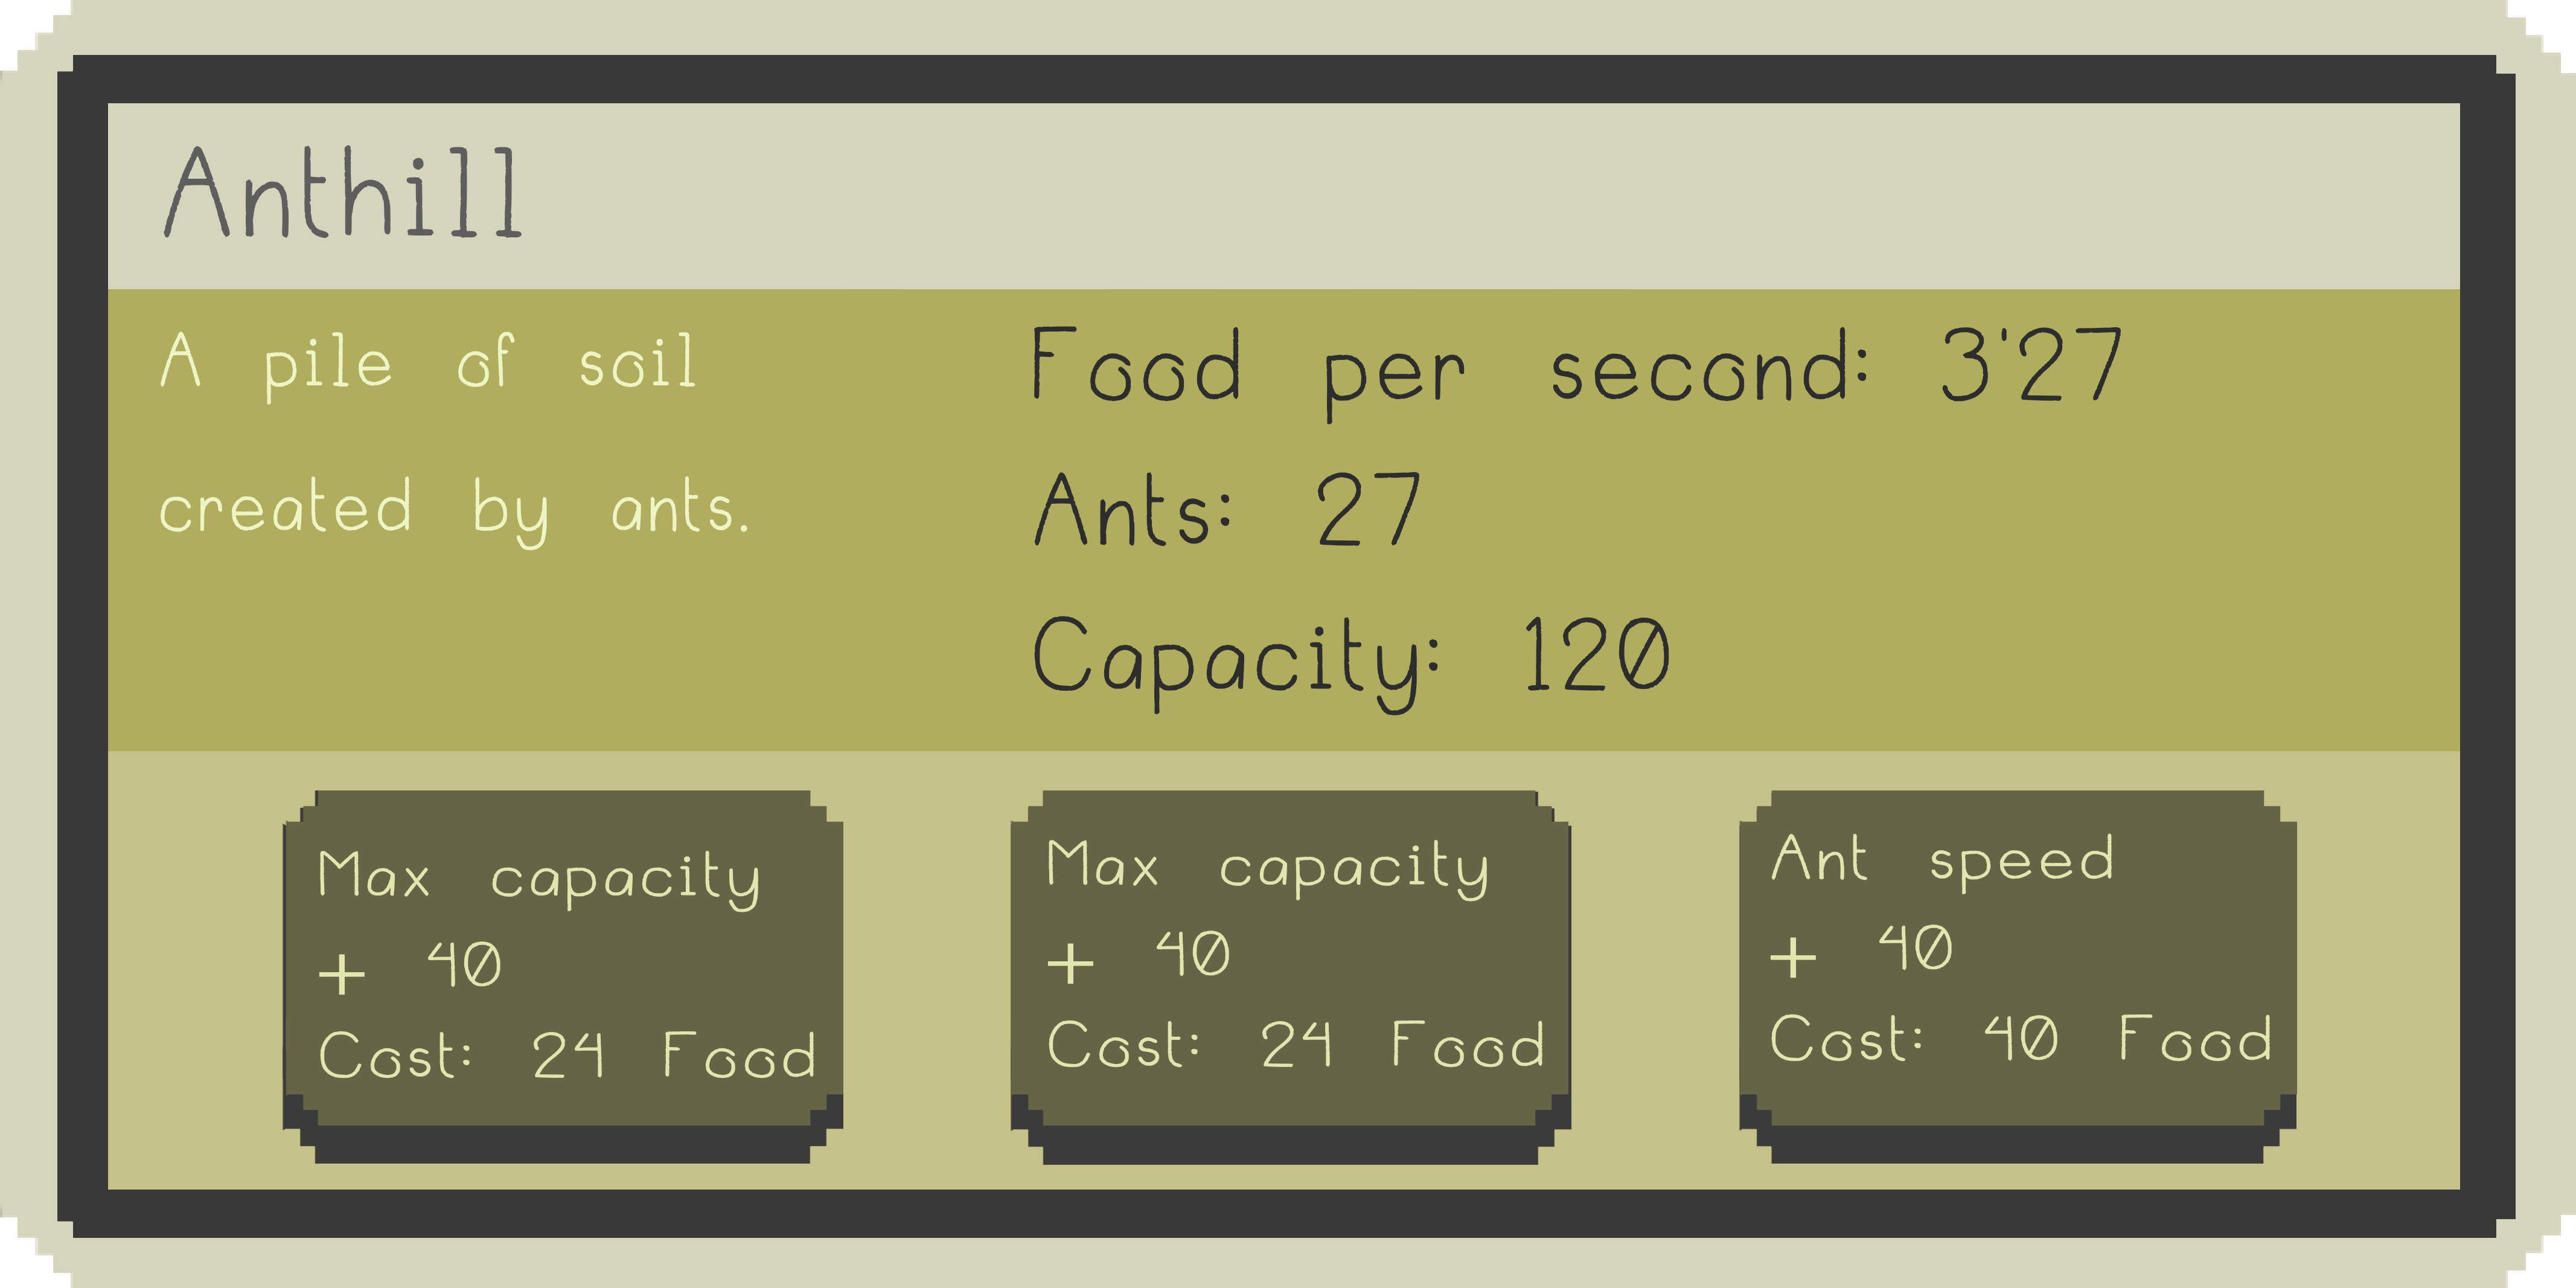 Anthill
A pile of soil
created by ants.
Food per second: 3'27
Ants: 27
Capacity: 120
Max capacity
+ 40
Cost: 24 Food
Max capacity
+ 40
Cost: 24 Food
Ant speed
+ 40
Cost: 40 Food